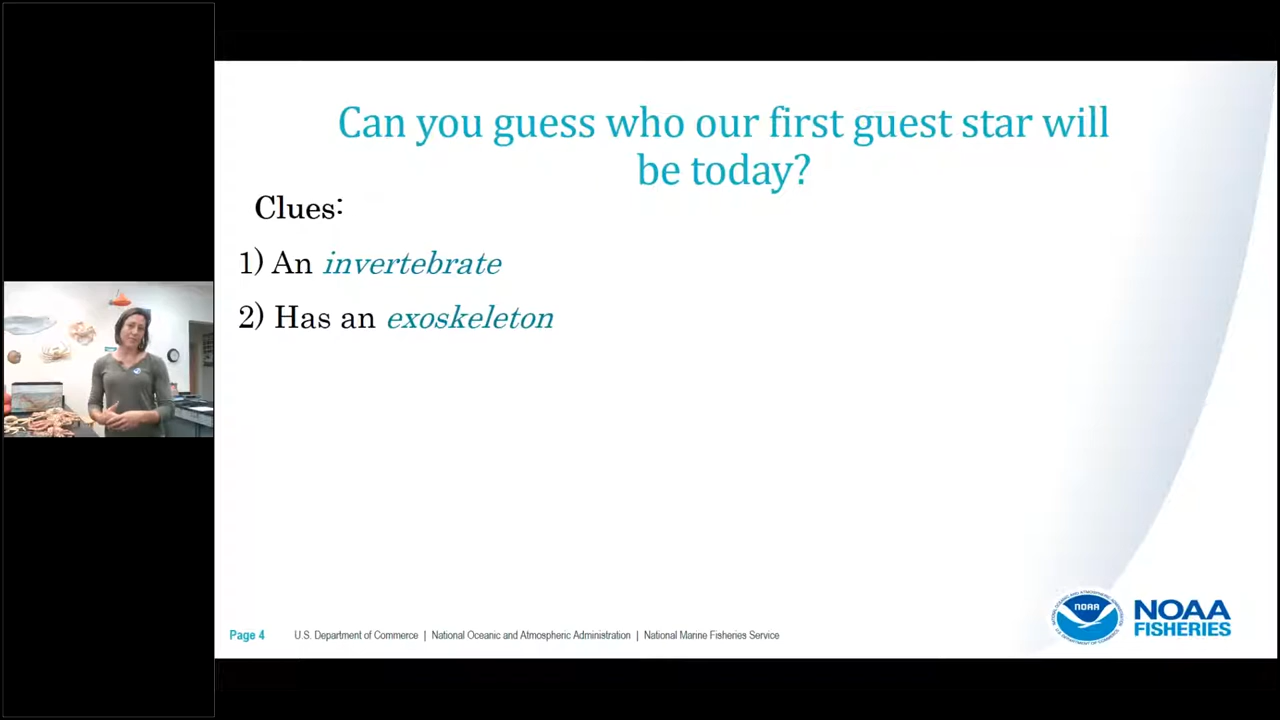 Can you guess who our first guest star will
be today?
Clues:
1) An invertebrate
2) Has an exoskeleton
Page 4
U.S. Department of Commerce | National Oceanic and Atmospheric Administration | National Marine Fisheries Service
NOAA
NOAA
FISHERIES